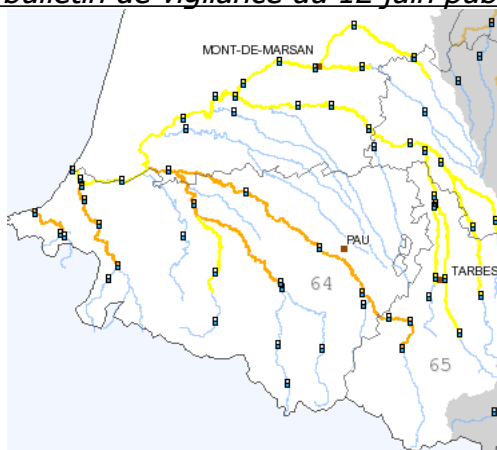 bulletin de vigilance du 12 juin pub
MONT-DE-MARSAN
PAU
64
TARBES
65